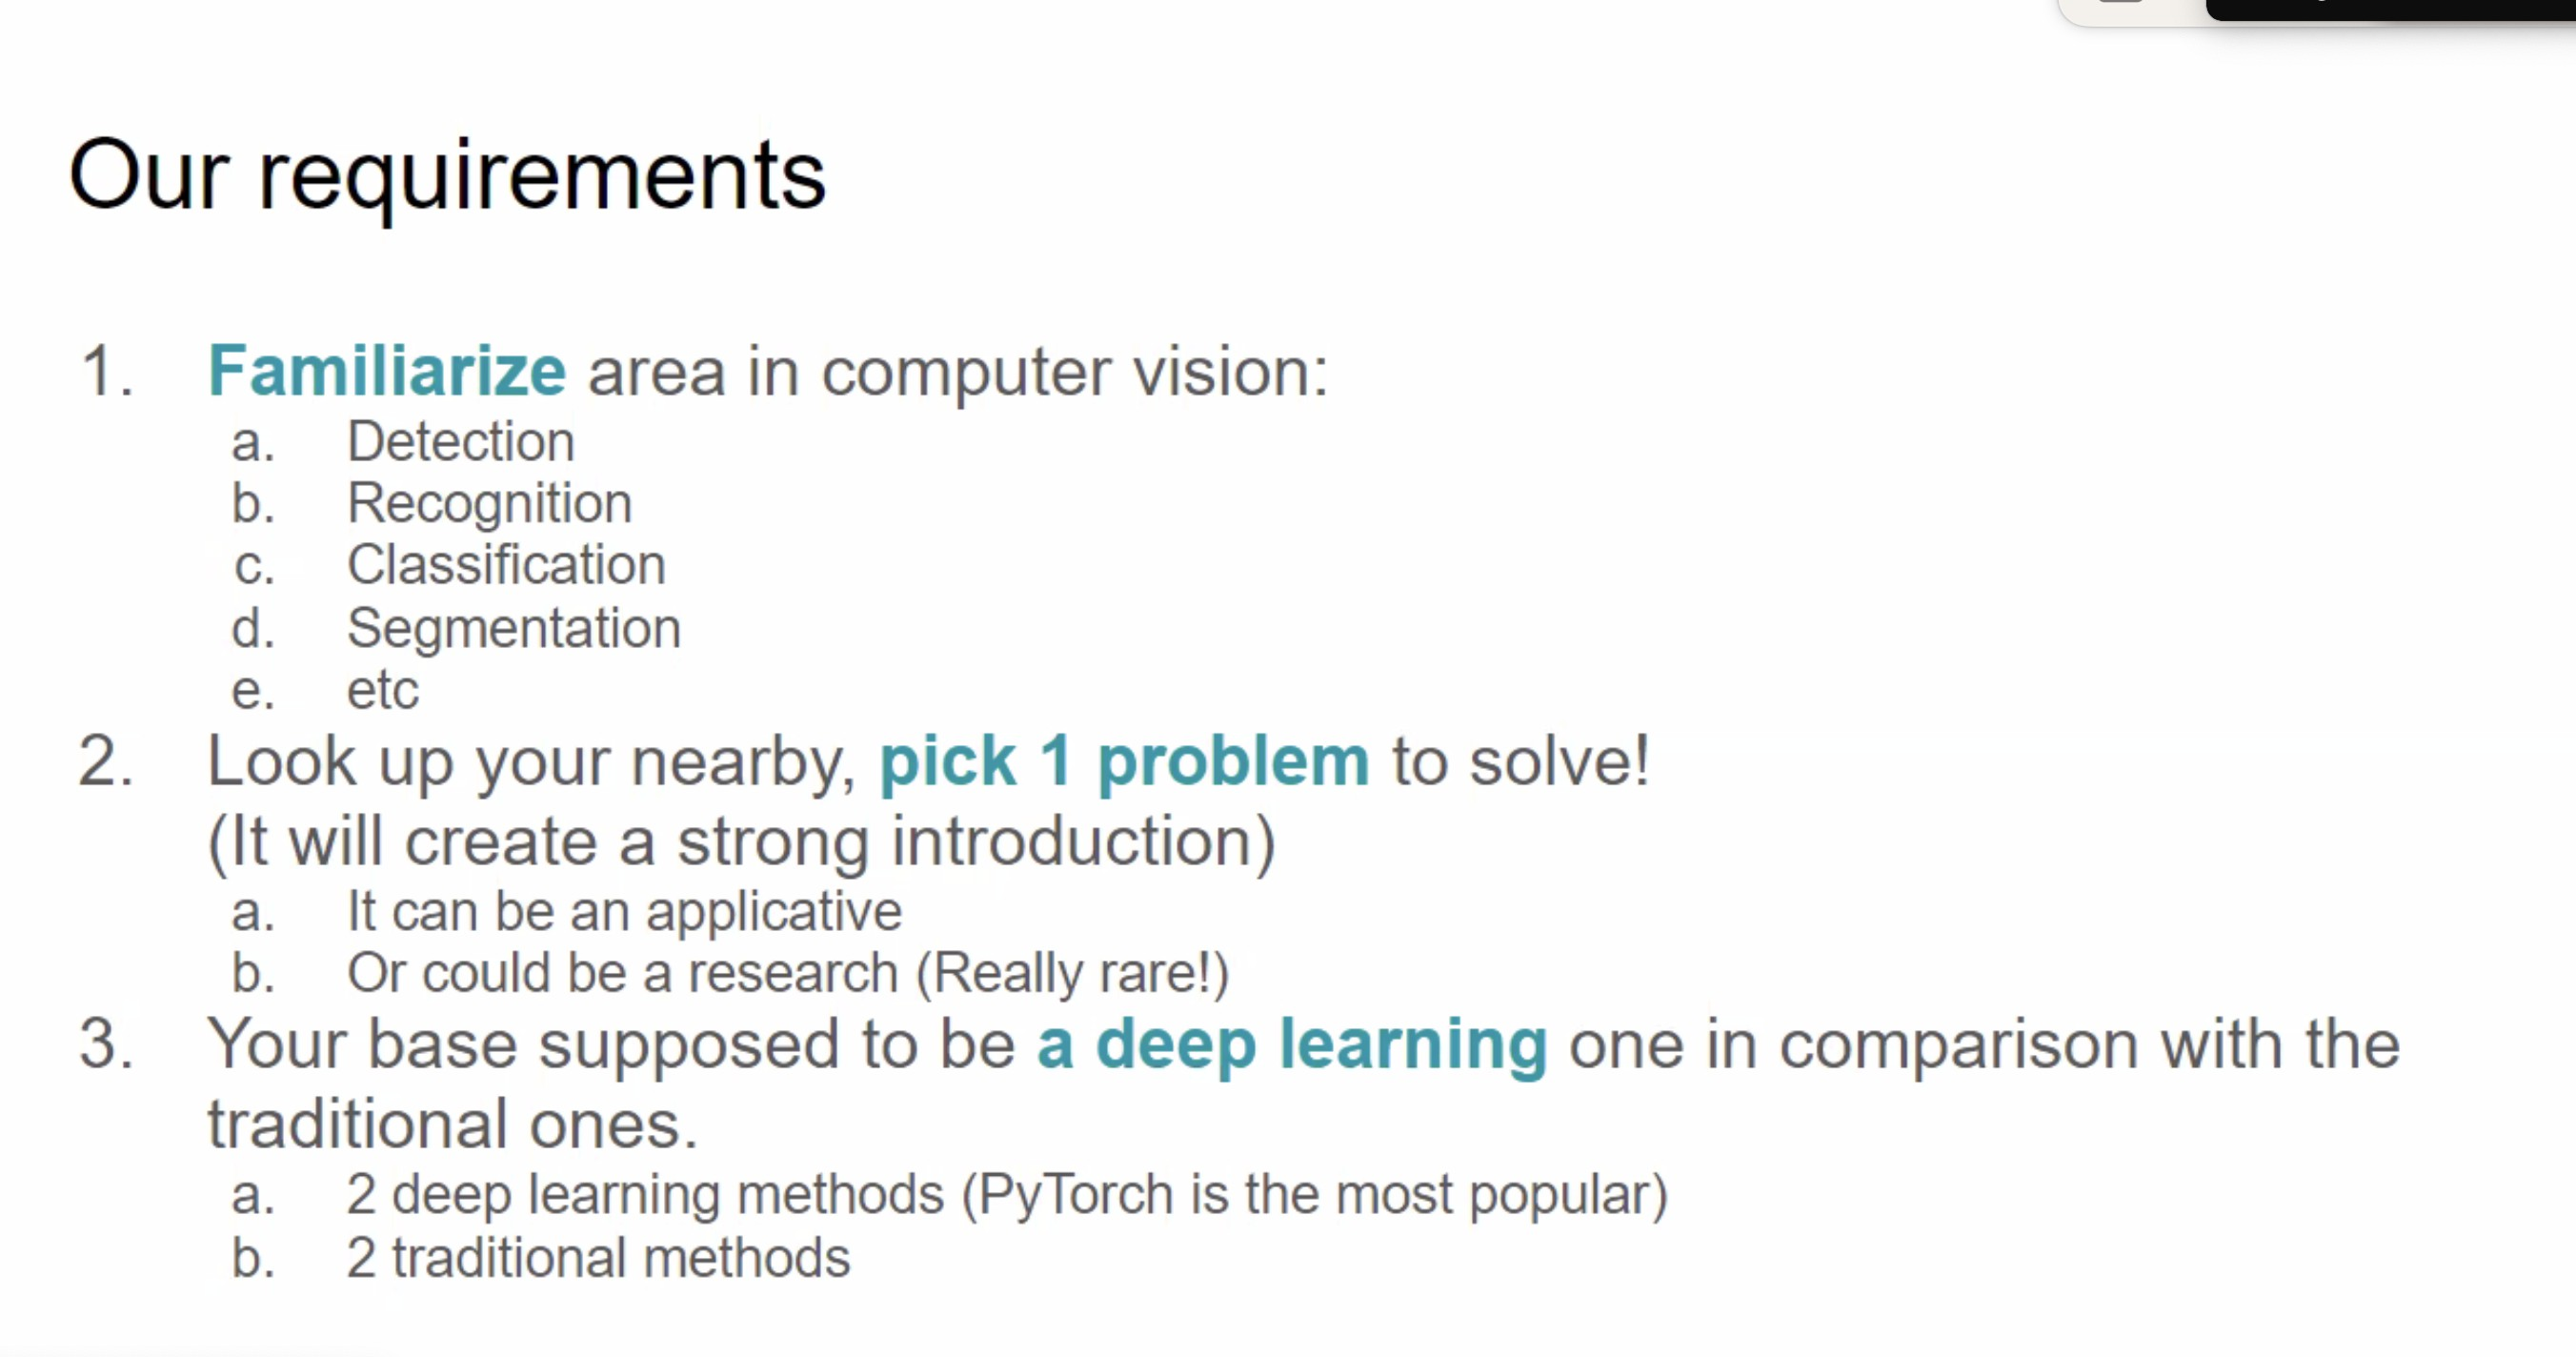 Our requirements
1. Familiarize area in computer vision:
a. Detection
b. Recognition
c. Classification
d. Segmentation
e. etc
2. Look up your nearby, pick 1 problem to solve!
(It will create a strong introduction)
a. It can be an applicative
b. Or could be a research (Really rare!)
3. Your base supposed to be a deep learning one in comparison with the
traditional ones.
a. 2 deep learning methods (PyTorch is the most popular)
b. 2 traditional methods